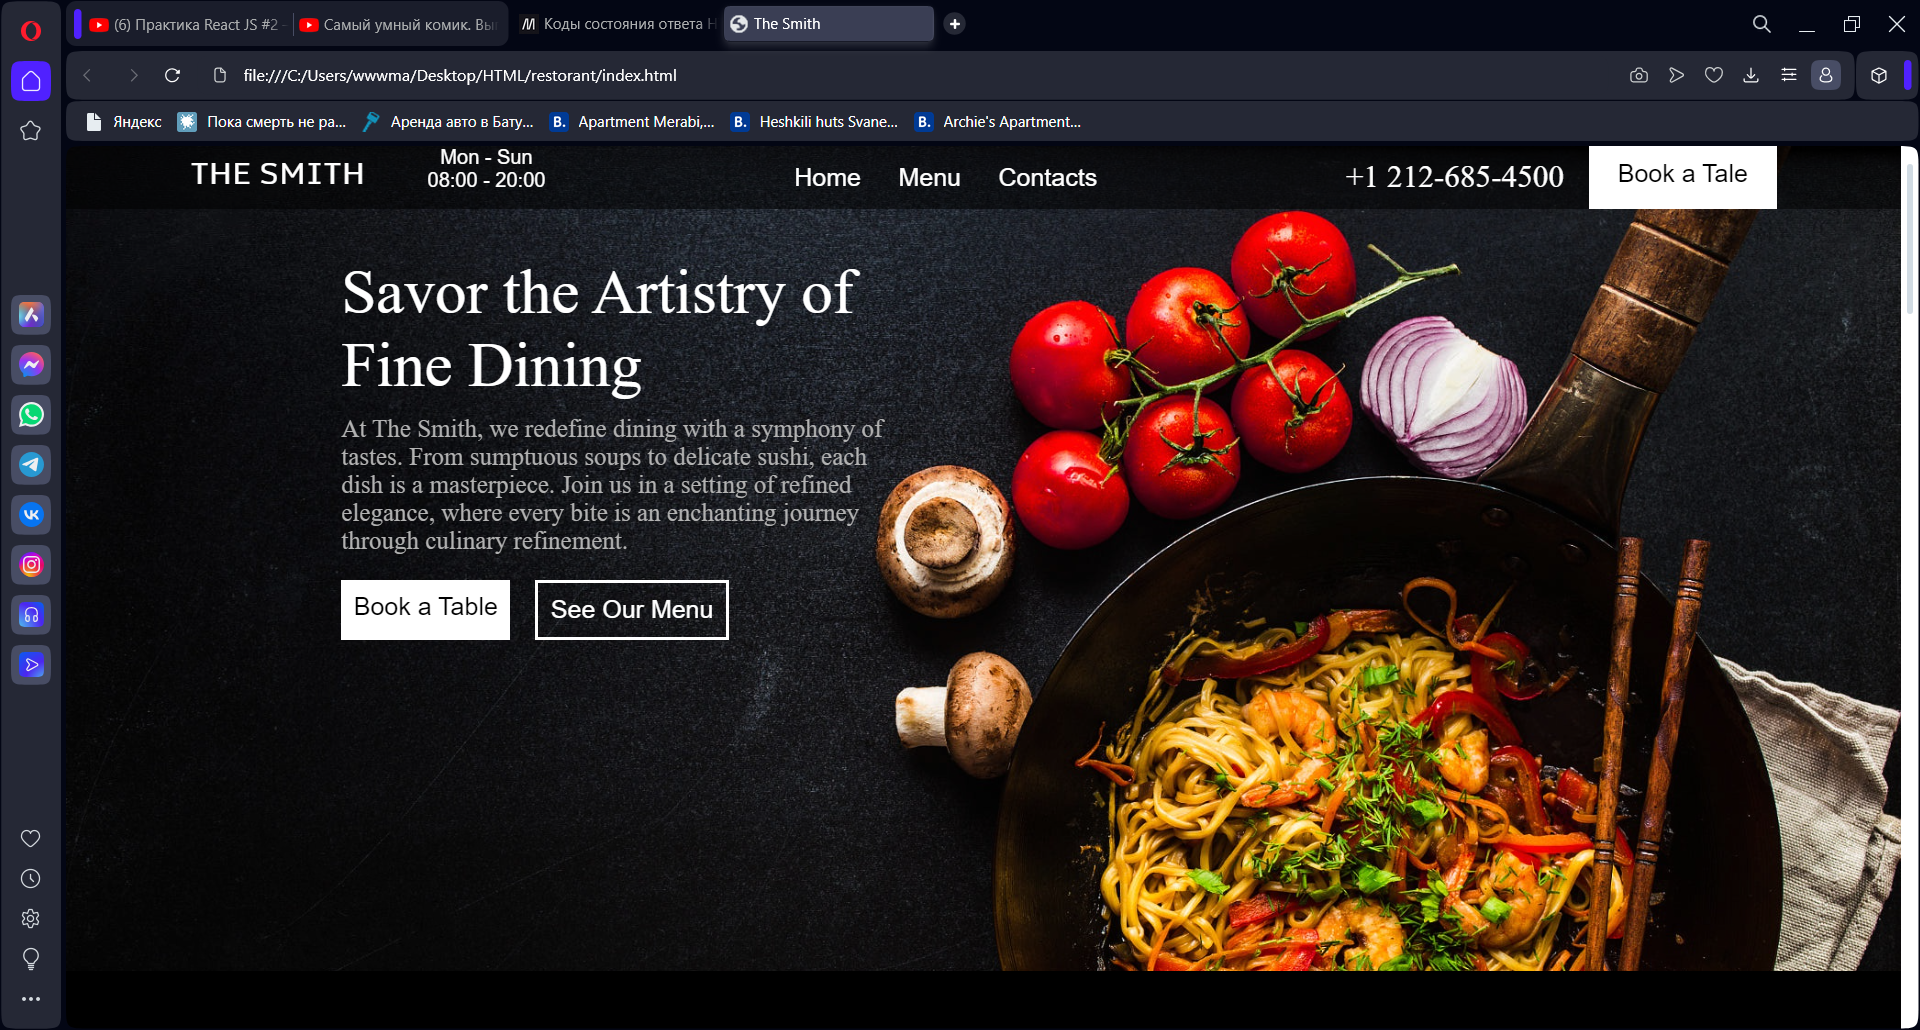 (6) Практика React JS #2 -
Самый умный комик. Вы
Коды состояния ответа H
The Smith
file:///C:/Users/wwwma/Desktop/HTML/restorant/index.html
Яндекс
Пока смерть не ра...
Аренда авто в Бату...
B. Apartment Merabi,...
B. Heshkili huts Svane...
B. Archie's Apartment...
THE SMITH
Mon - Sun
08:00 - 20:00
Home
Menu
Contacts
+1 212-685-4500
Book a Tale
Savor the Artistry of
Fine Dining
At The Smith, we redefine dining with a symphony of
tastes. From sumptuous soups to delicate sushi, each
dish is a masterpiece. Join us in a setting of refined
elegance, where every bite is an enchanting journey
through culinary refinement.
Book a Table
See Our Menu